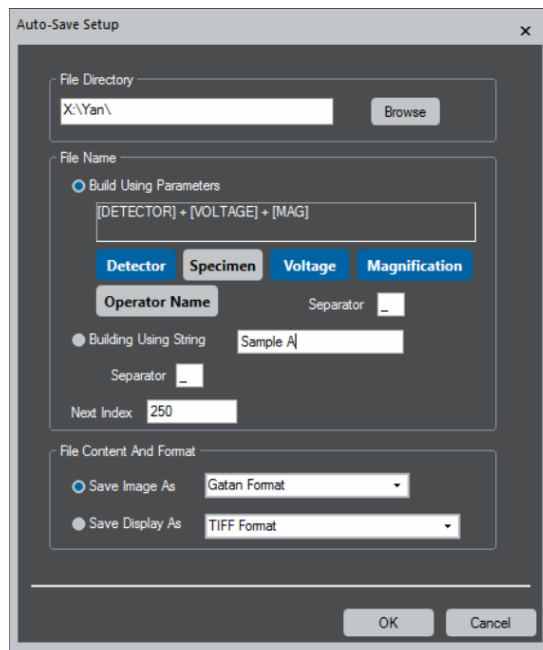 Auto-Save Setup
File Directory
X:\Yan\ Browse
File Name
Build Using Parameters
[DETECTOR] + [VOLTAGE] + [MAG]
Detector Specimen Voltage Magnification
Operator Name Separator _
Building Using String Sample A
Separator _
Next Index 250
File Content And Format
Save Image As Gatan Format
Save Display As TIFF Format
OK Cancel